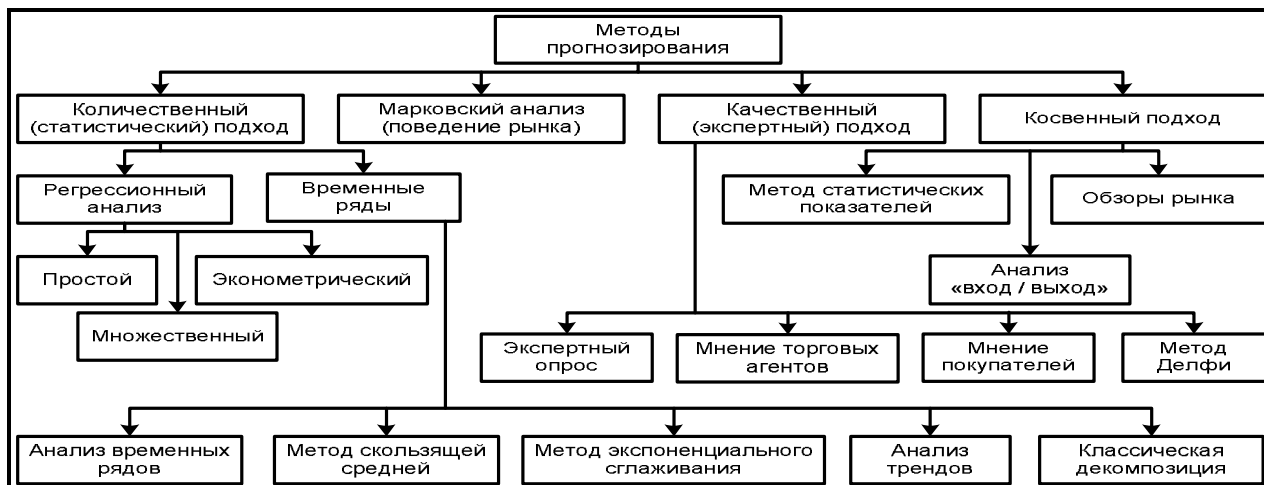 Методы
прогнозирования
Количественный
(статистический) подход
Марковский анализ
(поведение рынка)
Качественный
(экспертный) подход
Косвенный подход
Регрессионный
анализ
Временные
ряды
Метод статистических
показателей
Обзоры рынка
Простой
Эконометрический
Анализ
«вход / выход»
Множественный
Экспертный
опрос
Мнение торговых
агентов
Мнение
покупателей
Метод
Делфи
Анализ временных
рядов
Метод скользящей
средней
Метод экспоненциального
сглаживания
Анализ
трендов
Классическая
декомпозиция